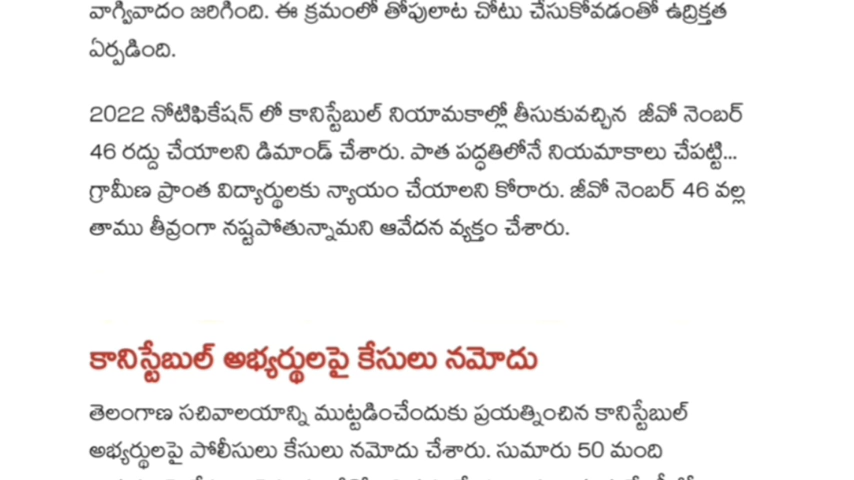 వాగ్వివాదం జరిగింది. ఈ క్రమంలో తోపులాట చోటు చేసుకోవడంతో ఉద్రిక్తత
ఏర్పడింది.
2022 నోటిఫికేషన్ లో కానిస్టేబుల్ నియామకాల్లో తీసుకువచ్చిన జీవో నెంబర్
46 రద్దు చేయాలని డిమాండ్ చేశారు. పాత పద్ధతిలోనే నియమాకాలు చేపట్టి...
గ్రామీణ ప్రాంత విద్యార్థులకు న్యాయం చేయాలని కోరారు. జీవో నెంబర్ 46 వల్ల
తాము తీవ్రంగా నష్టపోతున్నామని ఆవేదన వ్యక్తం చేశారు.
కానిస్టేబుల్ అభ్యర్థులపై కేసులు నమోదు
తెలంగాణ సచివాలయాన్ని ముట్టడించేందుకు ప్రయత్నించిన కానిస్టేబుల్
అభ్యర్థులపై పోలీసులు కేసులు నమోదు చేశారు. సుమారు 50 మంది